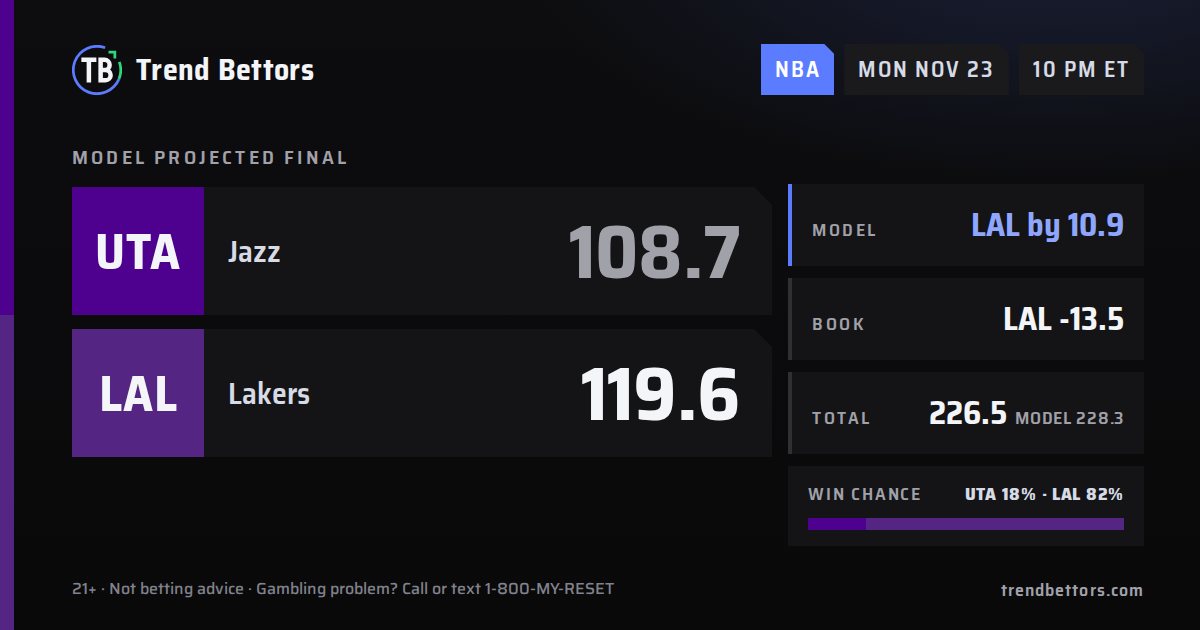 TB Trend Bettors
NBA MON NOV 23 10 PM ET
MODEL PROJECTED FINAL
UTA Jazz 108.7
LAL Lakers 119.6
MODEL LAL by 10.9
BOOK LAL -13.5
TOTAL 226.5 MODEL 228.3
WIN CHANCE UTA 18% · LAL 82%
21+ · Not betting advice · Gambling problem? Call or text 1-800-MY-RESET
trendbettors.com